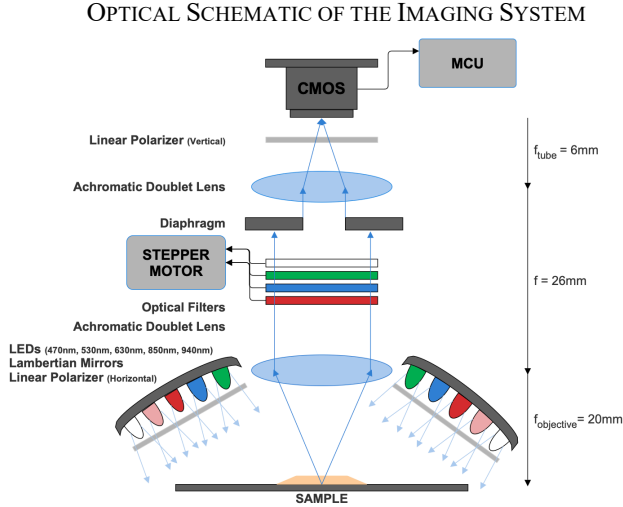 OPTICAL SCHEMATIC OF THE IMAGING SYSTEM
CMOS
MCU
Linear Polarizer (Vertical)
f_tube = 6mm
Achromatic Doublet Lens
Diaphragm
STEPPER
MOTOR
f = 26mm
Optical Filters
Achromatic Doublet Lens
LEDs (470nm, 530nm, 630nm, 850nm, 940nm)
Lambertian Mirrors
Linear Polarizer (Horizontal)
f_objective = 20mm
SAMPLE